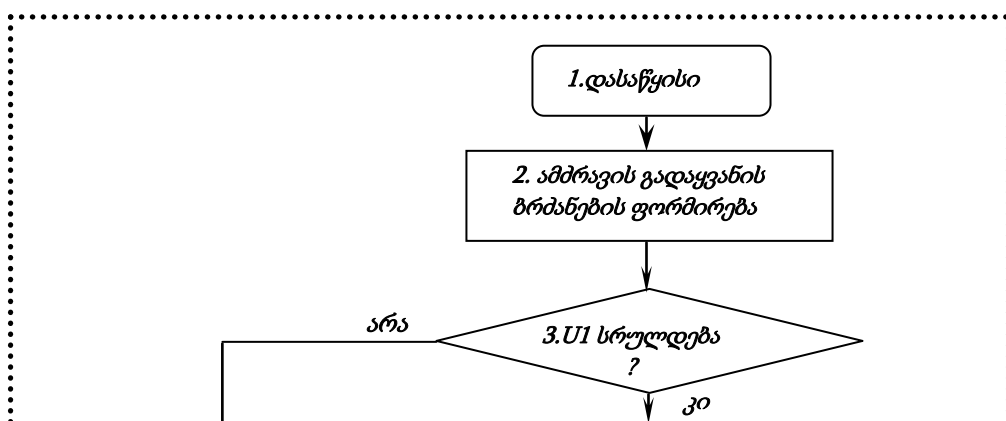 1.დასაწყისი
2. ამძრავის გადაყვანის
ბრძანების ფორმირება
არა
3.U1 სრულდება
?
კი